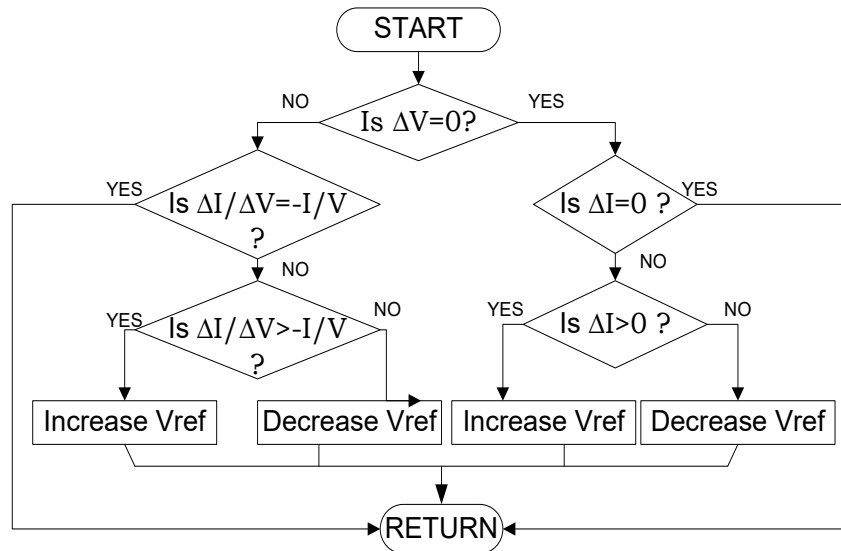 START
NO
YES
Is ΔV=0?
YES
Is ΔI/ΔV=-I/V
?
Is ΔI=0 ?
YES
NO
NO
YES
Is ΔI/ΔV>-I/V
?
NO
YES
Is ΔI>0 ?
NO
Increase Vref
Decrease Vref
Increase Vref
Decrease Vref
RETURN